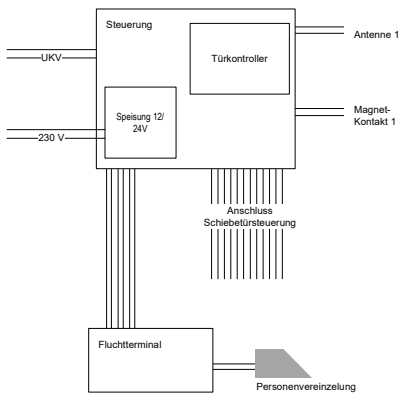 Steuerung
Antenne 1
Türkontroller
UKV
Speisung 12/
24V
Magnet-
Kontakt 1
230 V
Anschluss
Schiebetürsteuerung
Fluchtterminal
Personenvereinzelung